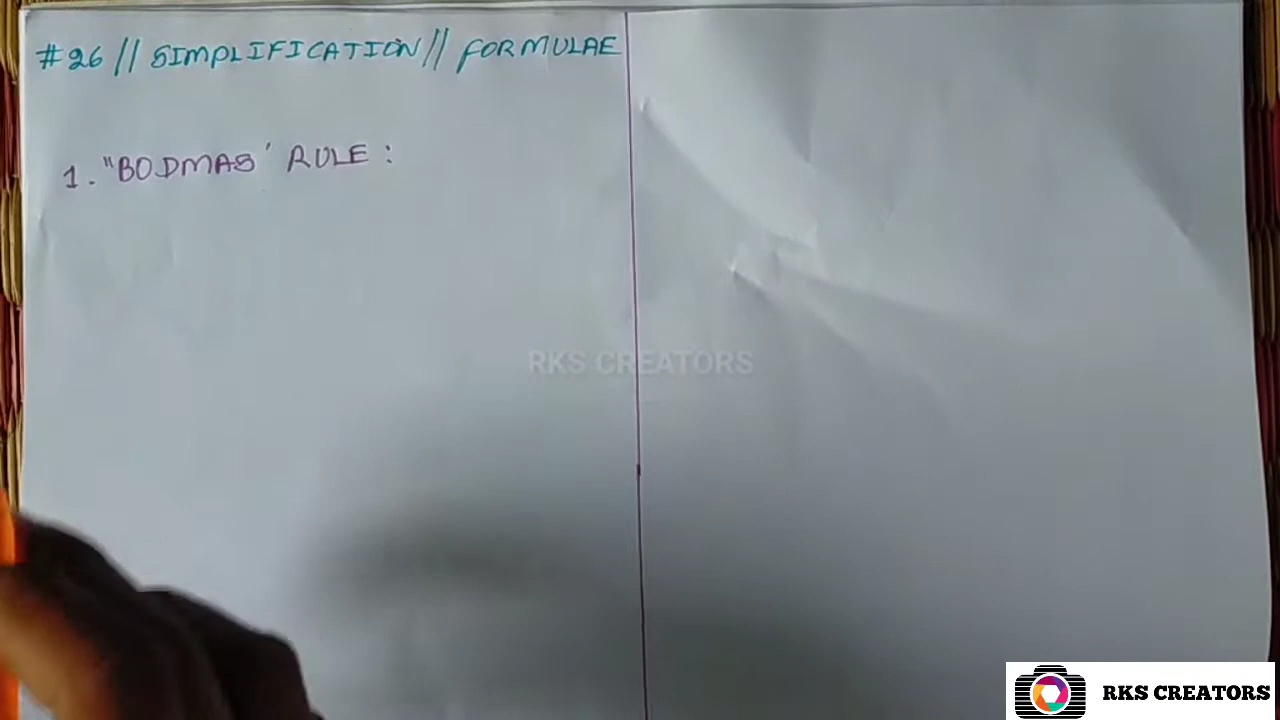 #26 // SIMPLIFICATION // FORMULAE
1. "BODMAS' RULE :
RKS CREATORS
RKS CREATORS